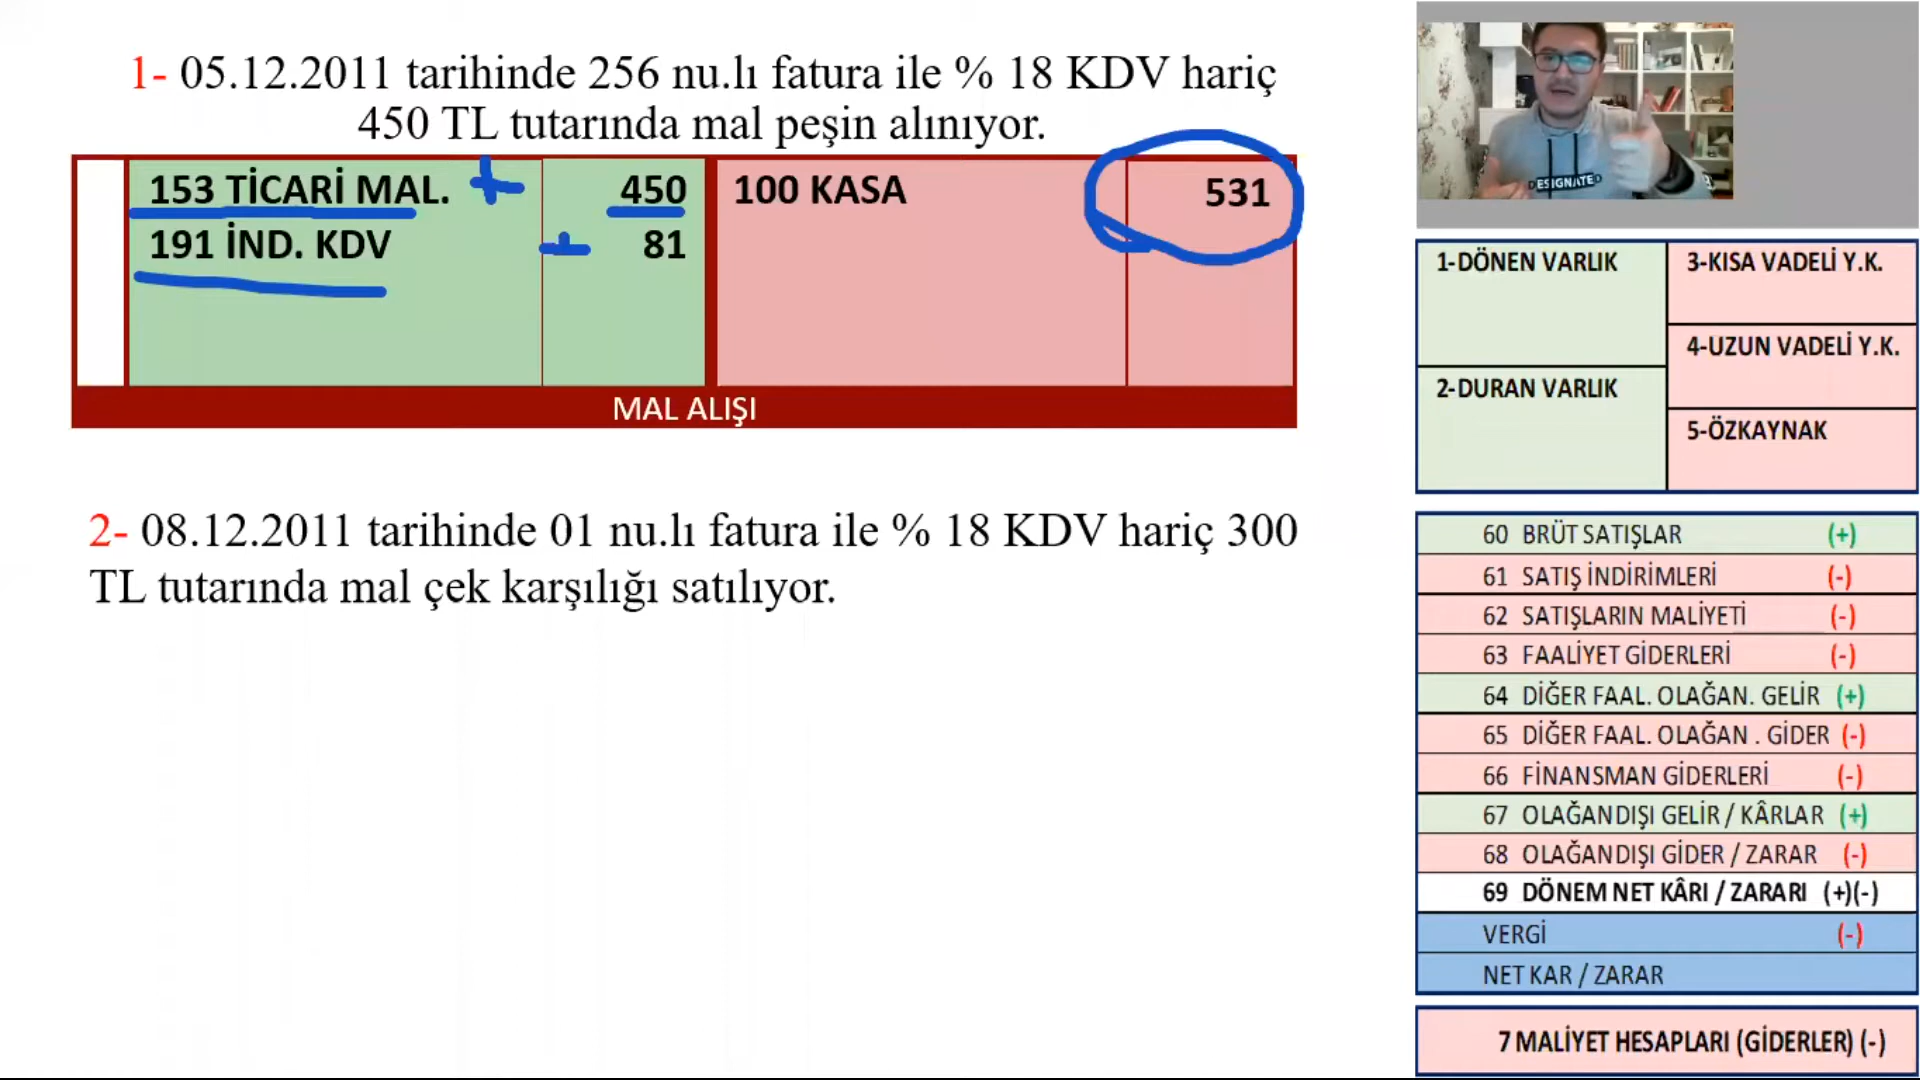 1- 05.12.2011 tarihinde 256 nu.lı fatura ile % 18 KDV hariç
450 TL tutarında mal peşin alınıyor.
153 TİCARİ MAL. + 450 100 KASA 531
191 İND. KDV + 81
MAL ALIŞI
2- 08.12.2011 tarihinde 01 nu.lı fatura ile % 18 KDV hariç 300
TL tutarında mal çek karşılığı satılıyor.
ESIGNATE
1-DÖNEN VARLIK
2-DURAN VARLIK
3-KISA VADELİ Y.K.
4-UZUN VADELİ Y.K.
5-ÖZKAYNAK
60 BRÜT SATIŞLAR (+)
61 SATIŞ İNDİRİMLERİ (-)
62 SATIŞLARIN MALİYETİ (-)
63 FAALİYET GİDERLERİ (-)
64 DİĞER FAAL. OLAĞAN. GELİR (+)
65 DİĞER FAAL. OLAĞAN . GİDER (-)
66 FİNANSMAN GİDERLERİ (-)
67 OLAĞANDIŞI GELİR / KÂRLAR (+)
68 OLAĞANDIŞI GİDER / ZARAR (-)
69 DÖNEM NET KÂRI / ZARARI (+)(-)
VERGİ (-)
NET KAR / ZARAR
7 MALİYET HESAPLARI (GİDERLER) (-)